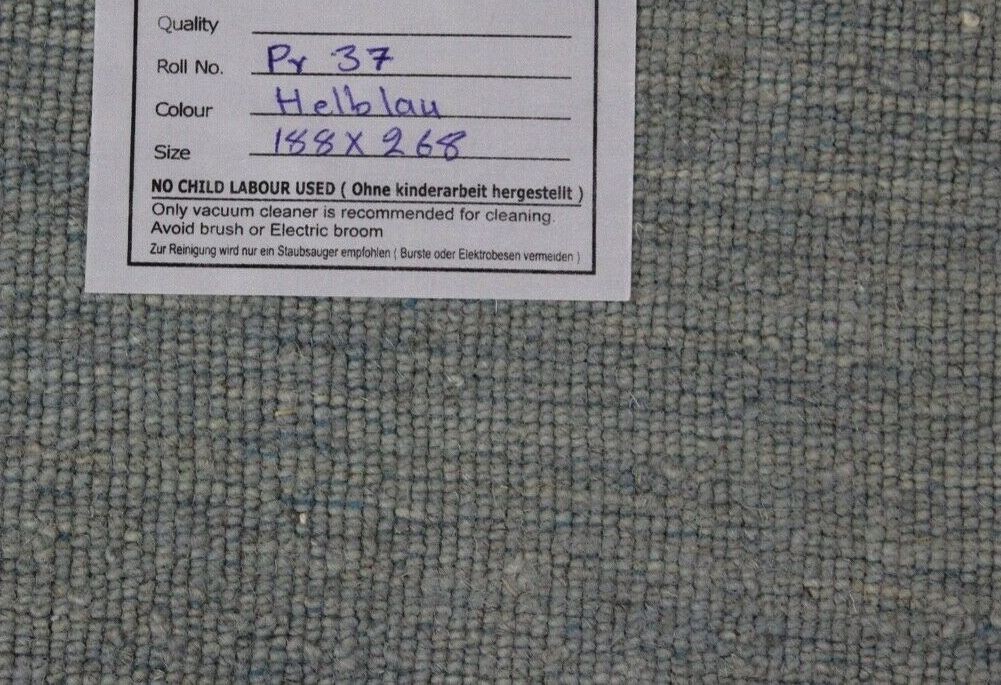 Quality
Roll No. Pr 37
Colour Helblau
Size 188 X 268
NO CHILD LABOUR USED ( Ohne kinderarbeit hergestellt )
Only vacuum cleaner is recommended for cleaning.
Avoid brush or Electric broom
Zur Reinigung wird nur ein Staubsauger empfohlen ( Burste oder Elektrobesen vermeiden )